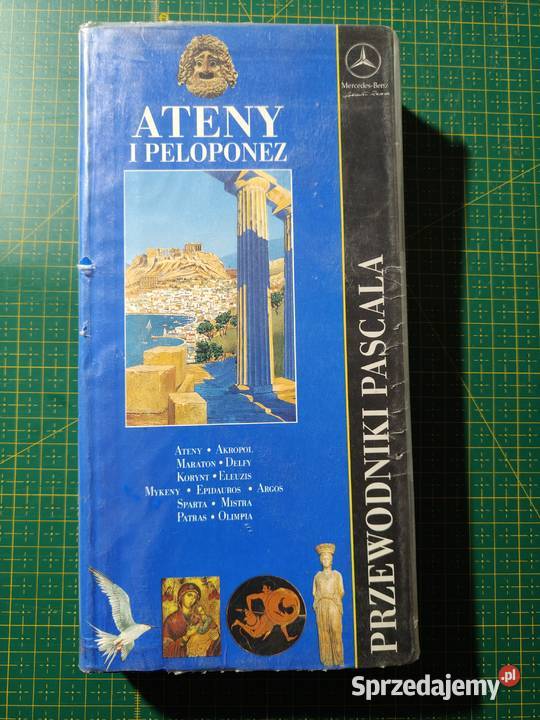 ATENY
I PELOPONEZ
Mercedes-Benz
ATENY • AKROPOL
MARATON • DELFY
KORYNT • ELEUZIS
MYKENY • EPIDAUROS • ARGOS
SPARTA • MISTRA
PATRAS • OLIMPIA
PRZEWODNIKI PASCALA
Sprzedajemy.pl